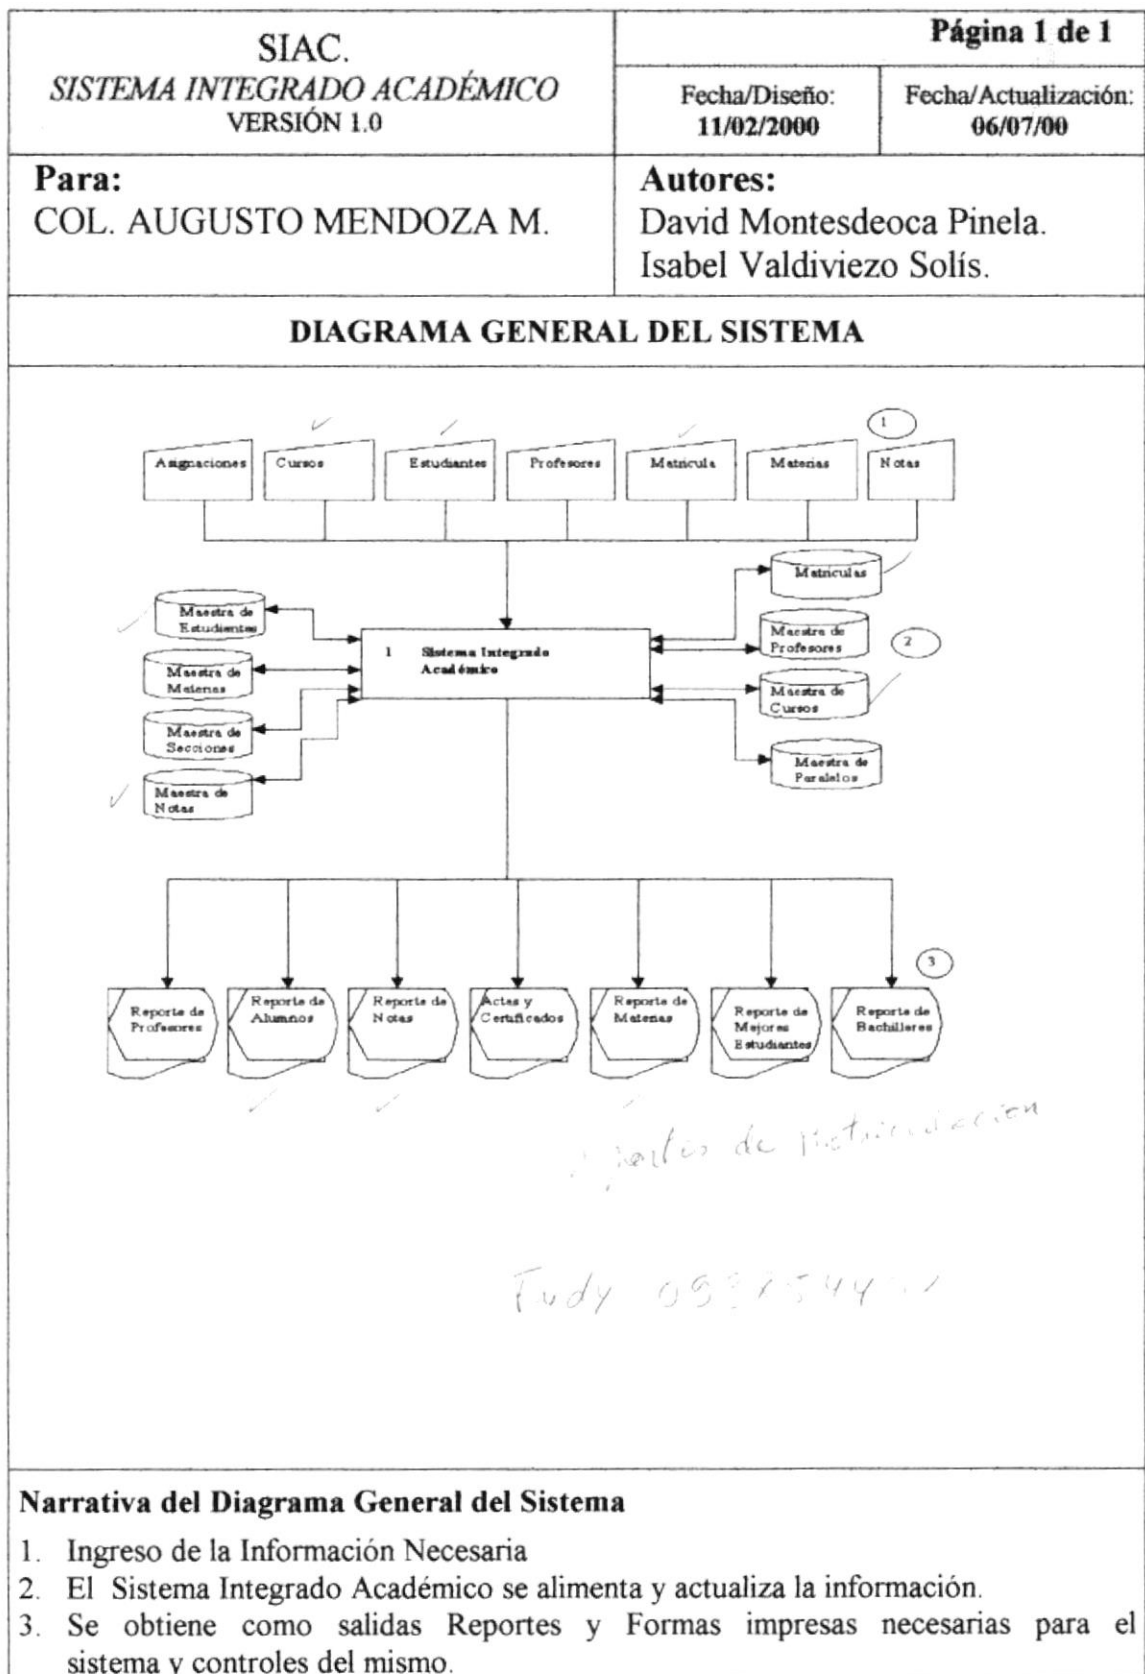 SIAC.
SISTEMA INTEGRADO ACADÉMICO
VERSIÓN 1.0
Página 1 de 1
Fecha/Diseño:
11/02/2000
Fecha/Actualización:
06/07/00
Para:
COL. AUGUSTO MENDOZA M.
Autores:
David Montesdeoca Pinela.
Isabel Valdiviezo Solís.
DIAGRAMA GENERAL DEL SISTEMA
1
Asignaciones
Cursos
Estudiantes
Profesores
Matricula
Materias
Notas
Matriculas
Maestra de
Estudiantes
Maestra de
Profesores
2
1 Sistema Integrado
Académico
Maestra de
Materias
Maestra de
Cursos
Maestra de
Secciones
Maestra de
Paralelos
Maestra de
Notas
3
Reporte de
Profesores
Reporte de
Alumnos
Reporte de
Notas
Actas y
Certificados
Reporte de
Materias
Reporte de
Mejores
Estudiantes
Reporte de
Bachilleres
de
Narrativa del Diagrama General del Sistema
1. Ingreso de la Información Necesaria
2. El Sistema Integrado Académico se alimenta y actualiza la información.
3. Se obtiene como salidas Reportes y Formas impresas necesarias para el
sistema y controles del mismo.